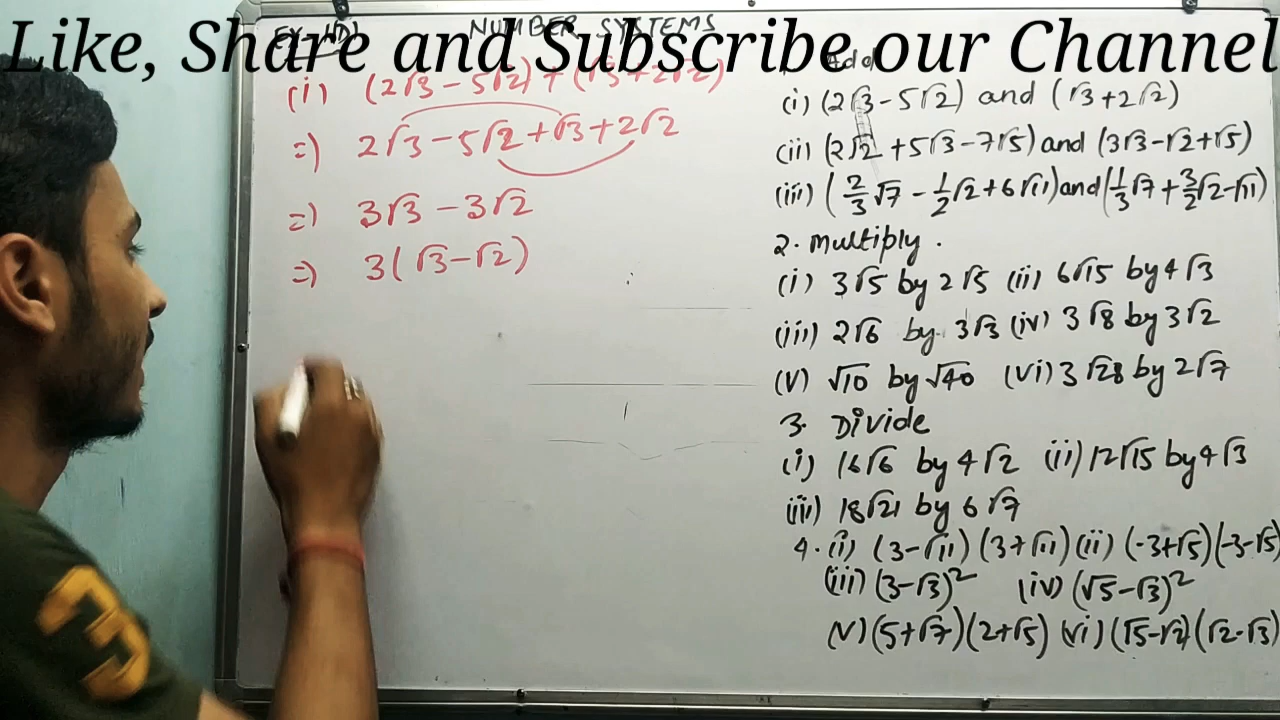 Like, Share and Subscribe our Channel
NUMBER SYSTEMS
(i) (2√3 - 5√2) + (√3 + 2√2)
=) 2√3 - 5√2 + √3 + 2√2
=) 3√3 - 3√2
=) 3(√3 - √2)
Add
(i) (2√3 - 5√2) and (√3 + 2√2)
(ii) (2√2 + 5√3 - 7√5) and (3√3 - √2 + √5)
(iii) (2/3 √7 - 1/2 √2 + 6√11) and (1/3 √7 + 3/2 √2 - √11)
2. Multiply .
(i) 3√5 by 2√5 (ii) 6√15 by 4√3
(iii) 2√6 by 3√3 (iv) 3√8 by 3√2
(v) √10 by √40 (vi) 3√28 by 2√7
3. Divide
(i) 16√6 by 4√2 (ii) 12√15 by 4√3
(iii) 18√21 by 6√7
4. (i) (3-√11) (3+√11) (ii) (-3+√5)(-3-√5)
(iii) (3-√3)² (iv) (√5-√3)²
(v) (5+√7)(2+√5) (vi) (√5-√2)(√2-√3)
3